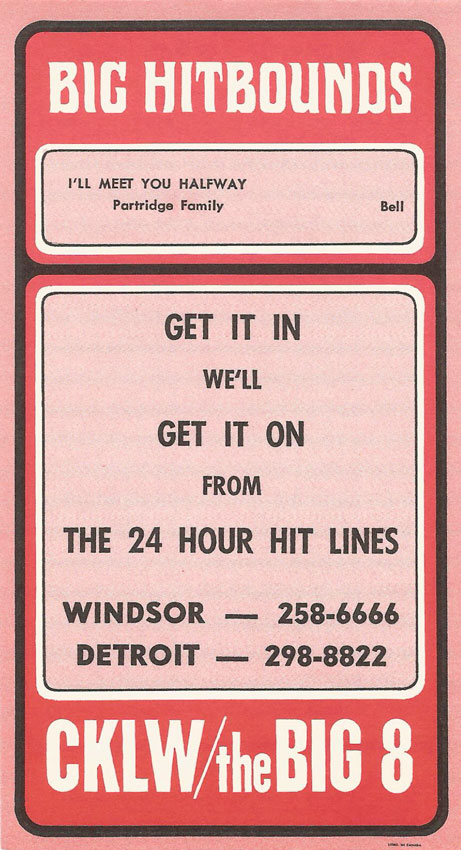 BIG HITBOUNDS
I'LL MEET YOU HALFWAY
Partridge Family Bell
GET IT IN
WE'LL
GET IT ON
FROM
THE 24 HOUR HIT LINES
WINDSOR — 258-6666
DETROIT — 298-8822
CKLW/the BIG 8